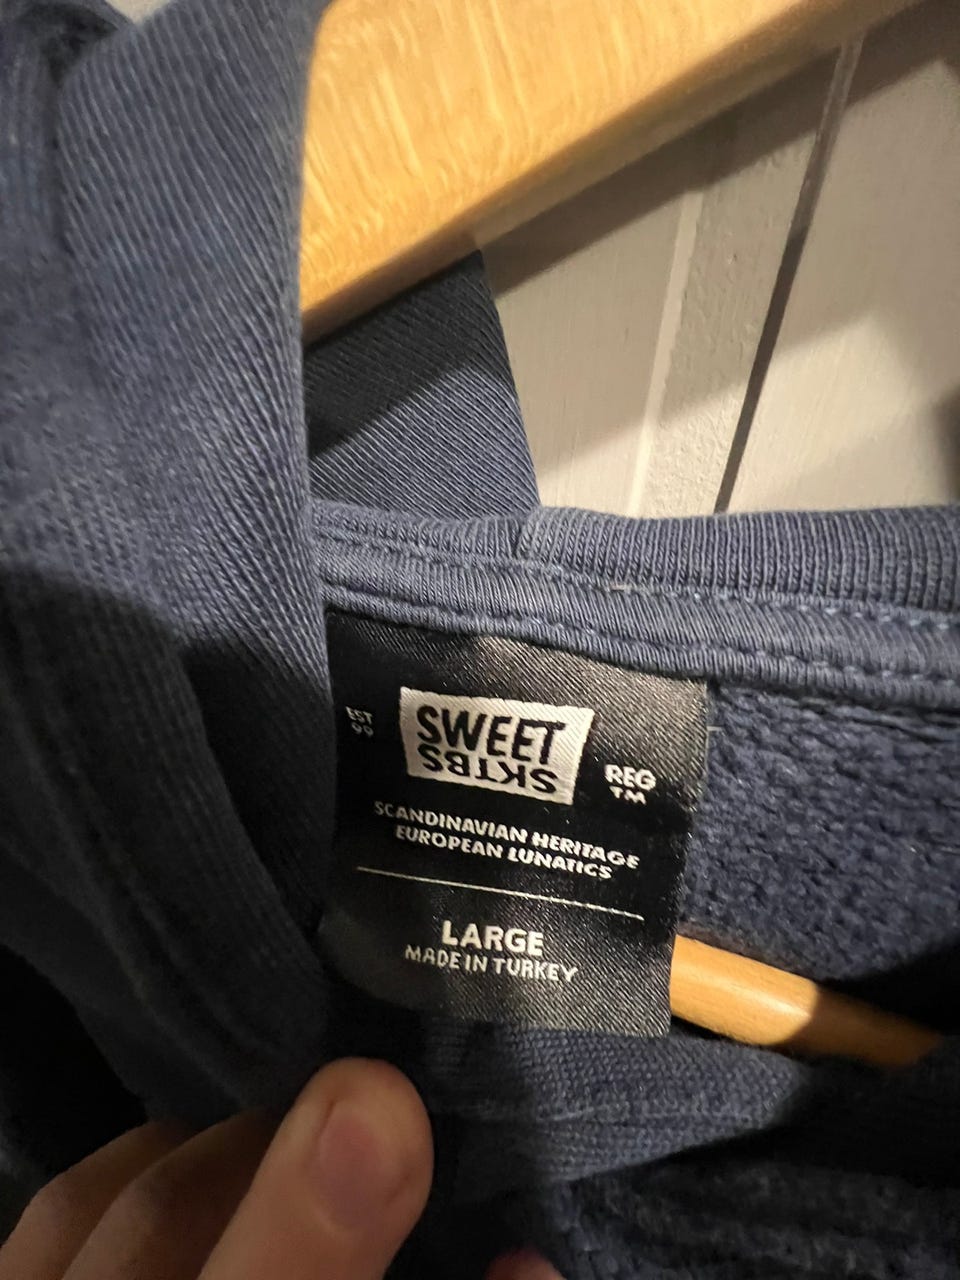 EST
99
SWEET
SKTBS
REG
TM
SCANDINAVIAN HERITAGE
EUROPEAN LUNATICS
LARGE
MADE IN TURKEY